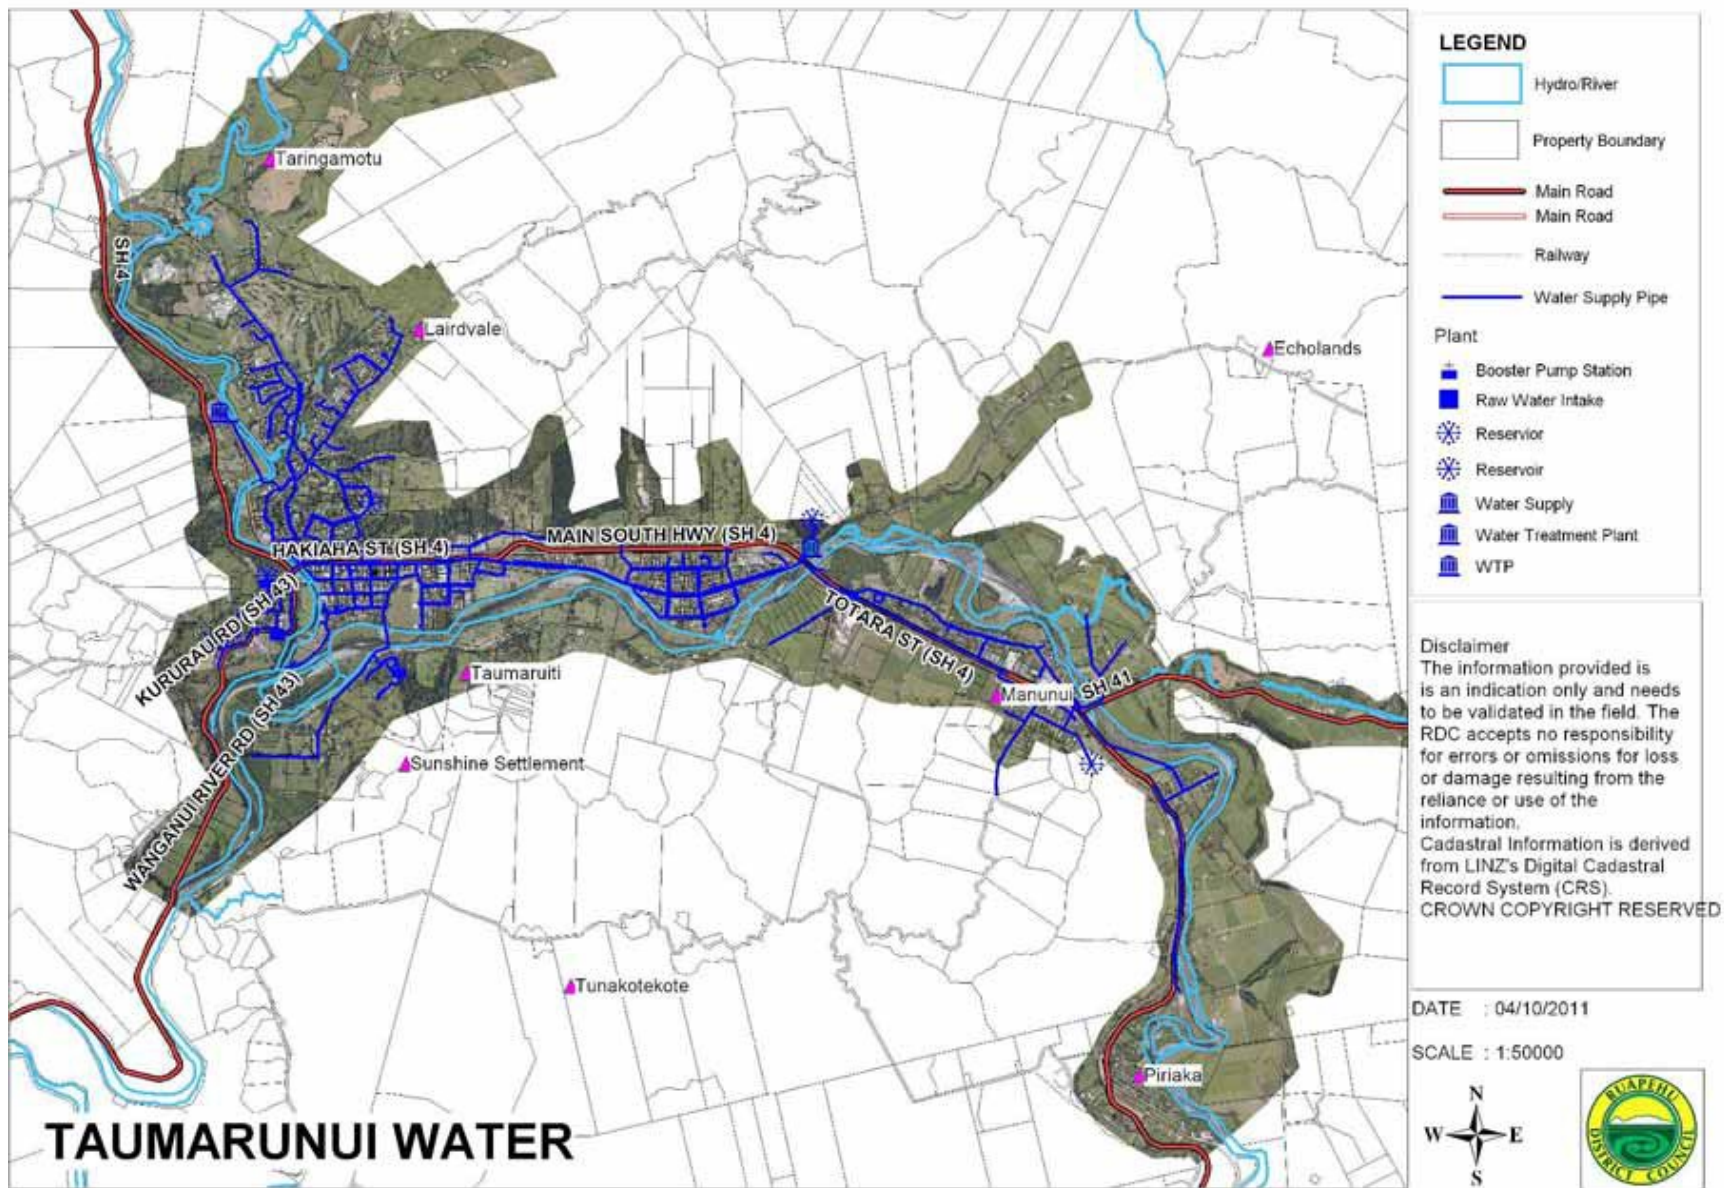 Taringamotu
SH 4
Lairdvale
Echolands
HAKIAHA ST (SH 4)
MAIN SOUTH HWY (SH 4)
KURURAU RD (SH 43)
TOTARA ST (SH 4)
Taumaruiti
Manunui
SH 41
Sunshine Settlement
WANGANUI RIVER RD (SH 43)
Tunakotekote
Piriaka
TAUMARUNUI WATER
LEGEND
Hydro/River
Property Boundary
Main Road
Main Road
Railway
Water Supply Pipe
Plant
Booster Pump Station
Raw Water Intake
Reservior
Reservoir
Water Supply
Water Treatment Plant
WTP
Disclaimer
The information provided is
is an indication only and needs
to be validated in the field. The
RDC accepts no responsibility
for errors or omissions for loss
or damage resulting from the
reliance or use of the
information.
Cadastral Information is derived
from LINZ's Digital Cadastral
Record System (CRS).
CROWN COPYRIGHT RESERVED
DATE : 04/10/2011
SCALE : 1:50000
N
W E
S
RUAPEHU
DISTRICT COUNCIL